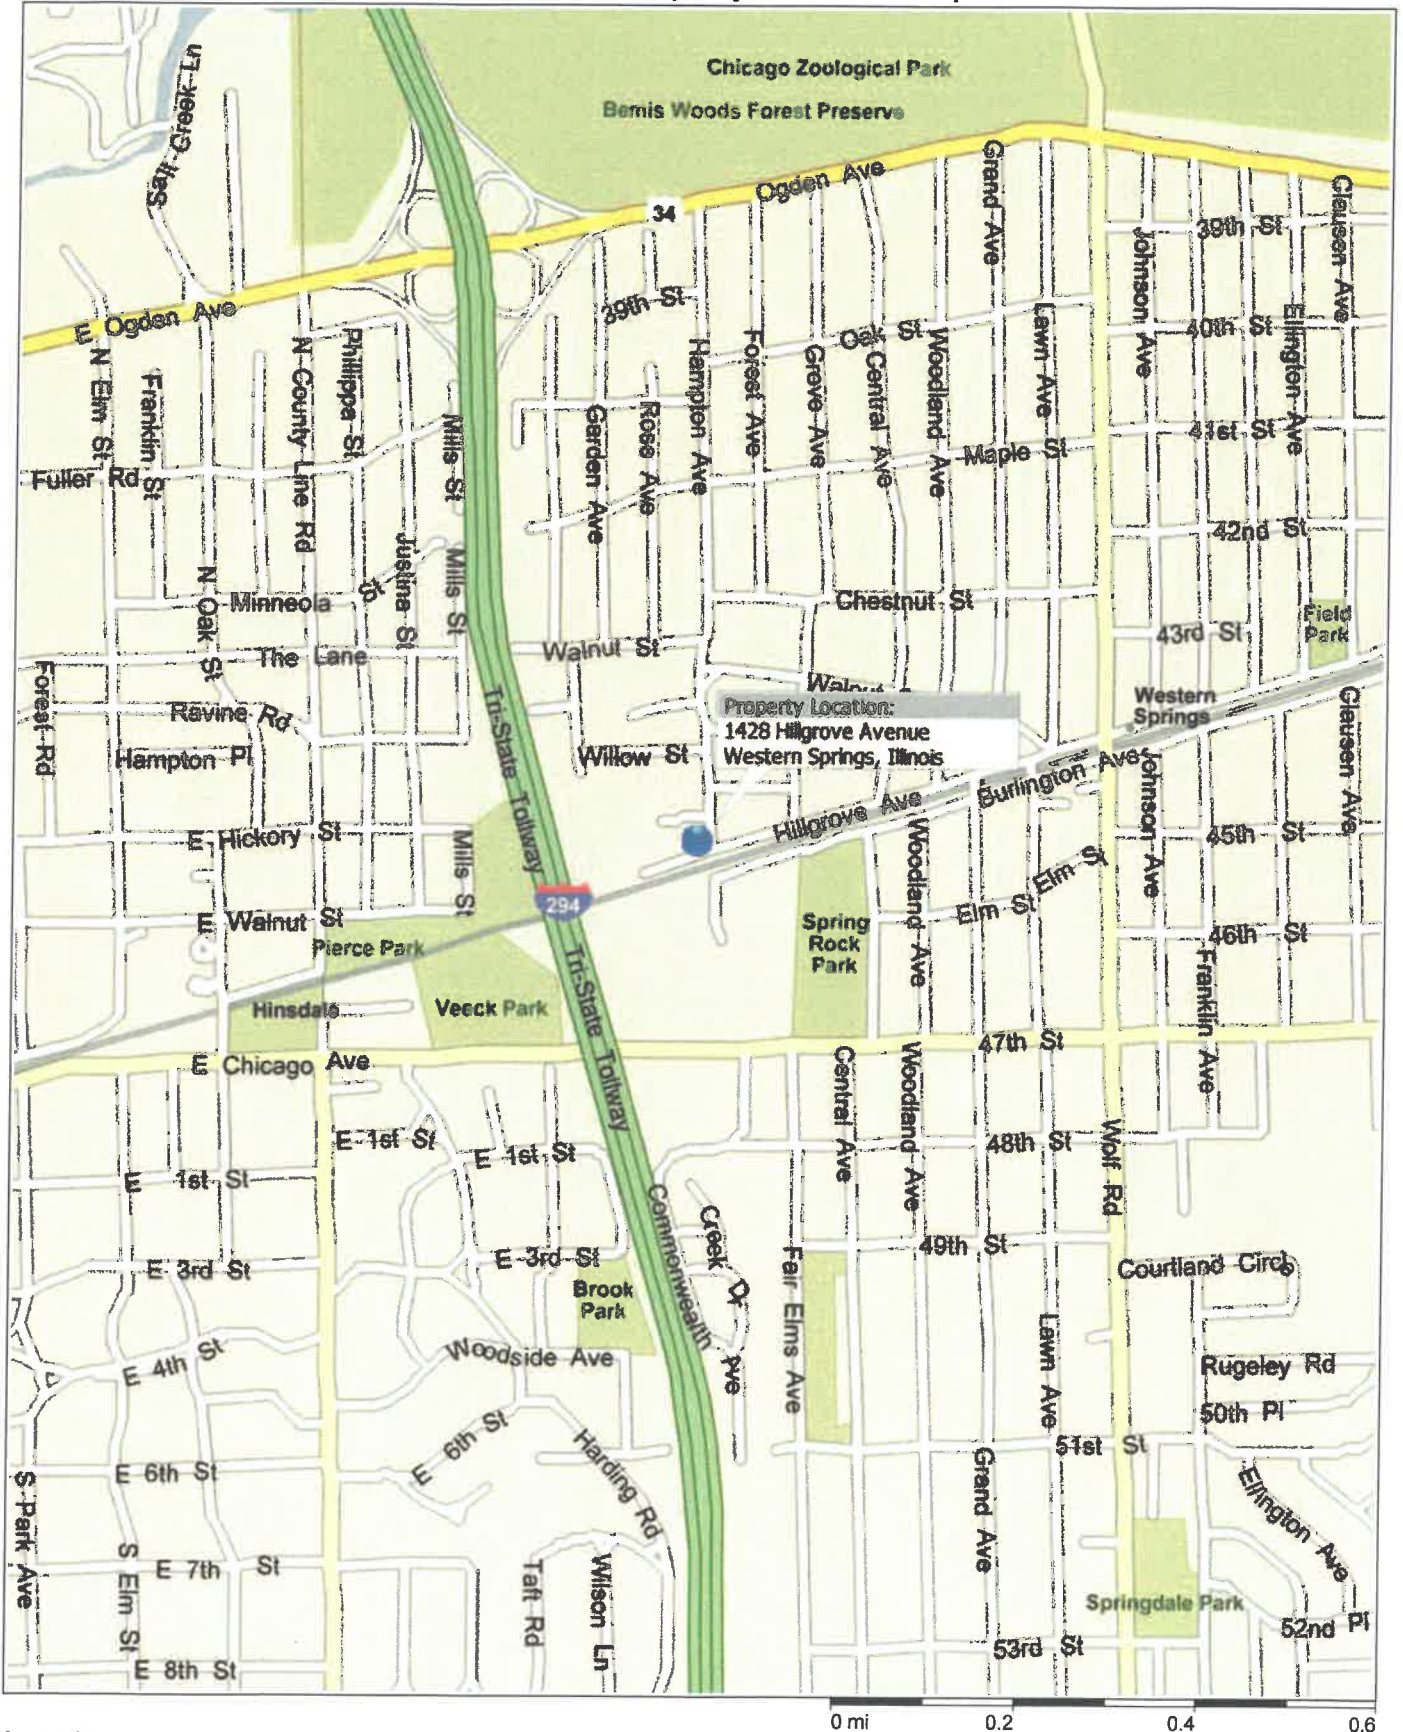 Chicago Zoological Park
Bemis Woods Forest Preserve
Salt Creek Ln
Ogden Ave
34
Grand Ave
Clausen Ave
39th St
Johnson Ave
E Ogden Ave
39th St
Lawn Ave
Ellington Ave
40th St
Oak St
N Elm St
Franklin St
N County Line Rd
Phillippa St
Hampton Ave
Forest Ave
Grove Ave
Central Ave
Woodland Ave
Garden Ave
Rose Ave
Mills St
41st St
Maple St
Fuller Rd
42nd St
Justina St
Mills St
N Oak St
Minneola St
Chestnut St
Field
Park
43rd St
The Lane
Walnut St
Forest Rd
Tri-State Tollway
Western
Springs
Clausen Ave
Ravine Rd
Property Location:
1428 Hillgrove Avenue
Western Springs, Illinois
Hampton Pl
Willow St
Burlington Ave
Johnson Ave
Hillgrove Ave
E Hickory St
Mills St
45th St
Woodland Ave
Elm St
Elm St
294
E Walnut St
Spring
Rock
Park
46th St
Pierce Park
Franklin Ave
Tri-State Tollway
Hinsdale
Veeck Park
47th St
E Chicago Ave
Central Ave
Woodland Ave
Wolf Rd
E 1st St
E 1st St
48th St
E 1st St
Commonwealth Ave
Creek Dr
49th St
Fair Elms Ave
E 3rd St
E 3rd St
Courtland Circle
Brook
Park
Lawn Ave
E 4th St
Woodside Ave
Rugeley Rd
50th Pl
E 6th St
51st St
Harding Rd
Grand Ave
Ellington Ave
S Park Ave
E 6th St
S Elm St
E 7th St
Taft Rd
Wilson Ln
Springdale Park
52nd Pl
53rd St
E 8th St
0 mi 0.2 0.4 0.6